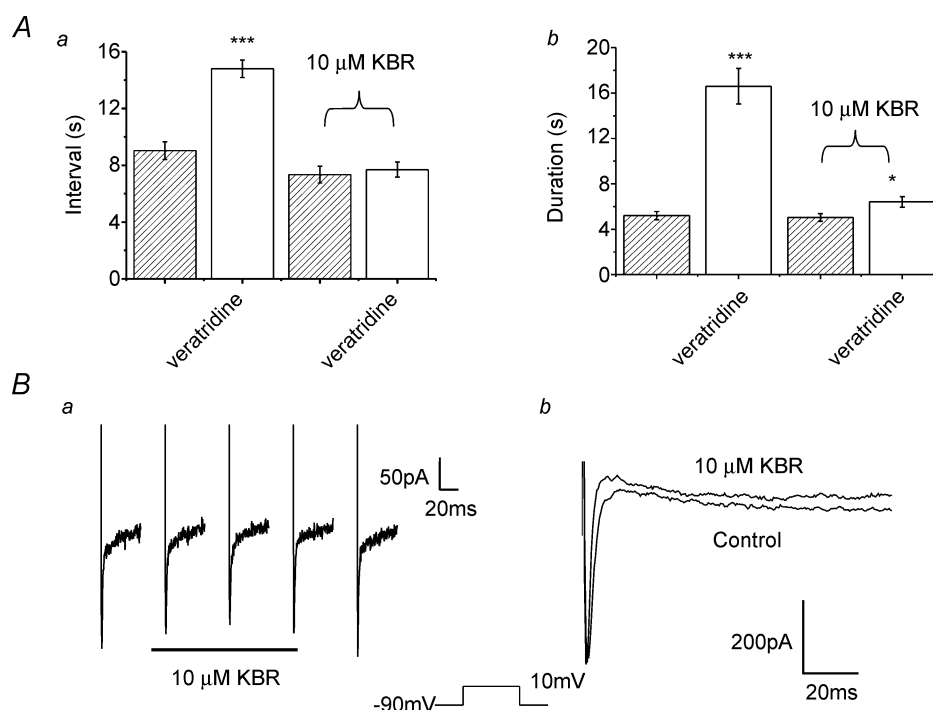 A
a
16
12
8
4
0
Interval (s)
***
10 μM KBR
veratridine
veratridine
b
20
16
12
8
4
0
Duration (s)
***
10 μM KBR
*
veratridine
veratridine
B
a
50pA
20ms
10 μM KBR
b
10 μM KBR
Control
200pA
20ms
10mV
-90mV